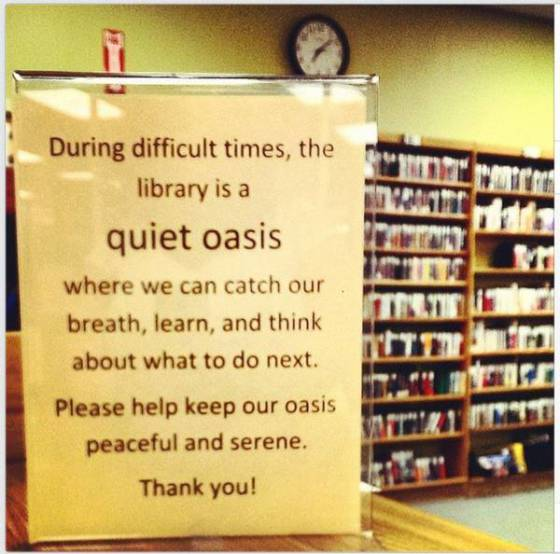 During difficult times, the
library is a
quiet oasis
where we can catch our
breath, learn, and think
about what to do next.
Please help keep our oasis
peaceful and serene.
Thank you!